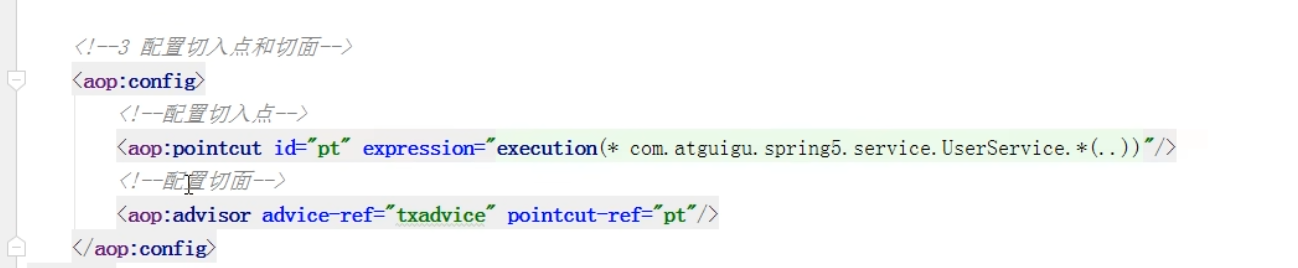 <!--3 配置切入点和切面-->
<aop:config>
<!--配置切入点-->
<aop:pointcut id="pt" expression="execution(* com.atguigu.spring5.service.UserService.*(..))"/>
<!--配置切面-->
<aop:advisor advice-ref="txadvice" pointcut-ref="pt"/>
</aop:config>